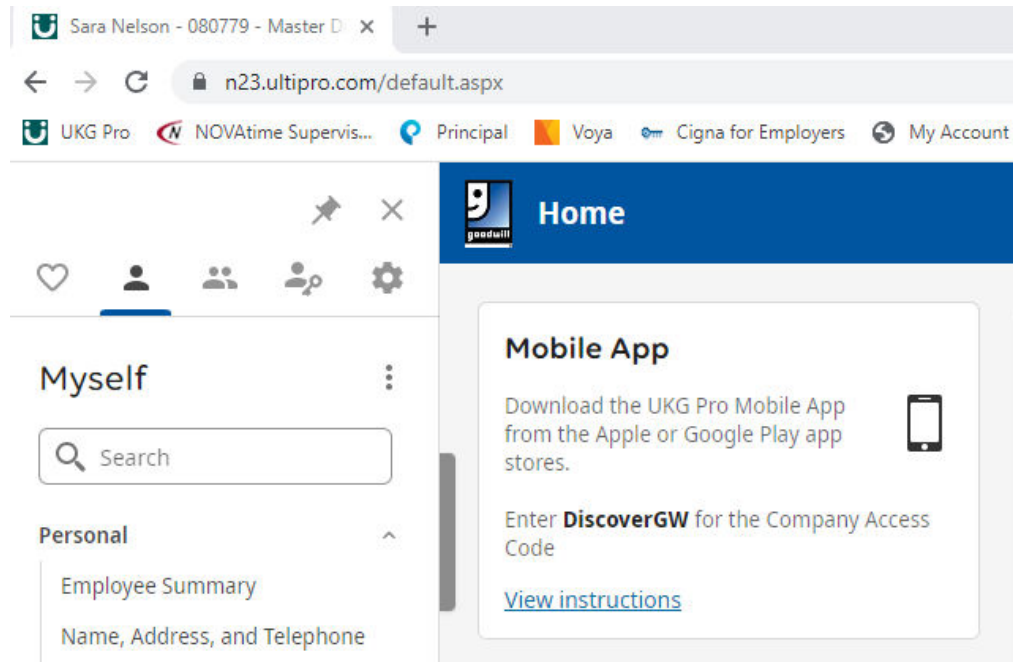 Sara Nelson - 080779 - Master D
n23.ultipro.com/default.aspx
UKG Pro NOVAtime Supervis... Principal Voya Cigna for Employers My Account
goodwill
Home
Myself
Search
Personal
Employee Summary
Name, Address, and Telephone
Mobile App
Download the UKG Pro Mobile App
from the Apple or Google Play app
stores.
Enter DiscoverGW for the Company Access
Code
View instructions